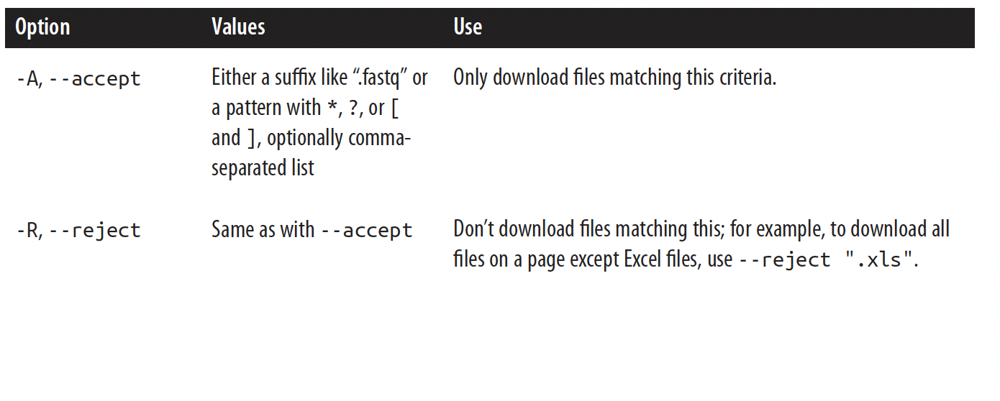 Option Values Use
-A, --accept Either a suffix like “.fastq” or Only download files matching this criteria.
a pattern with *, ?, or [
and ], optionally comma-
separated list
-R, --reject Same as with --accept Don’t download files matching this; for example, to download all
files on a page except Excel files, use --reject ".xls".